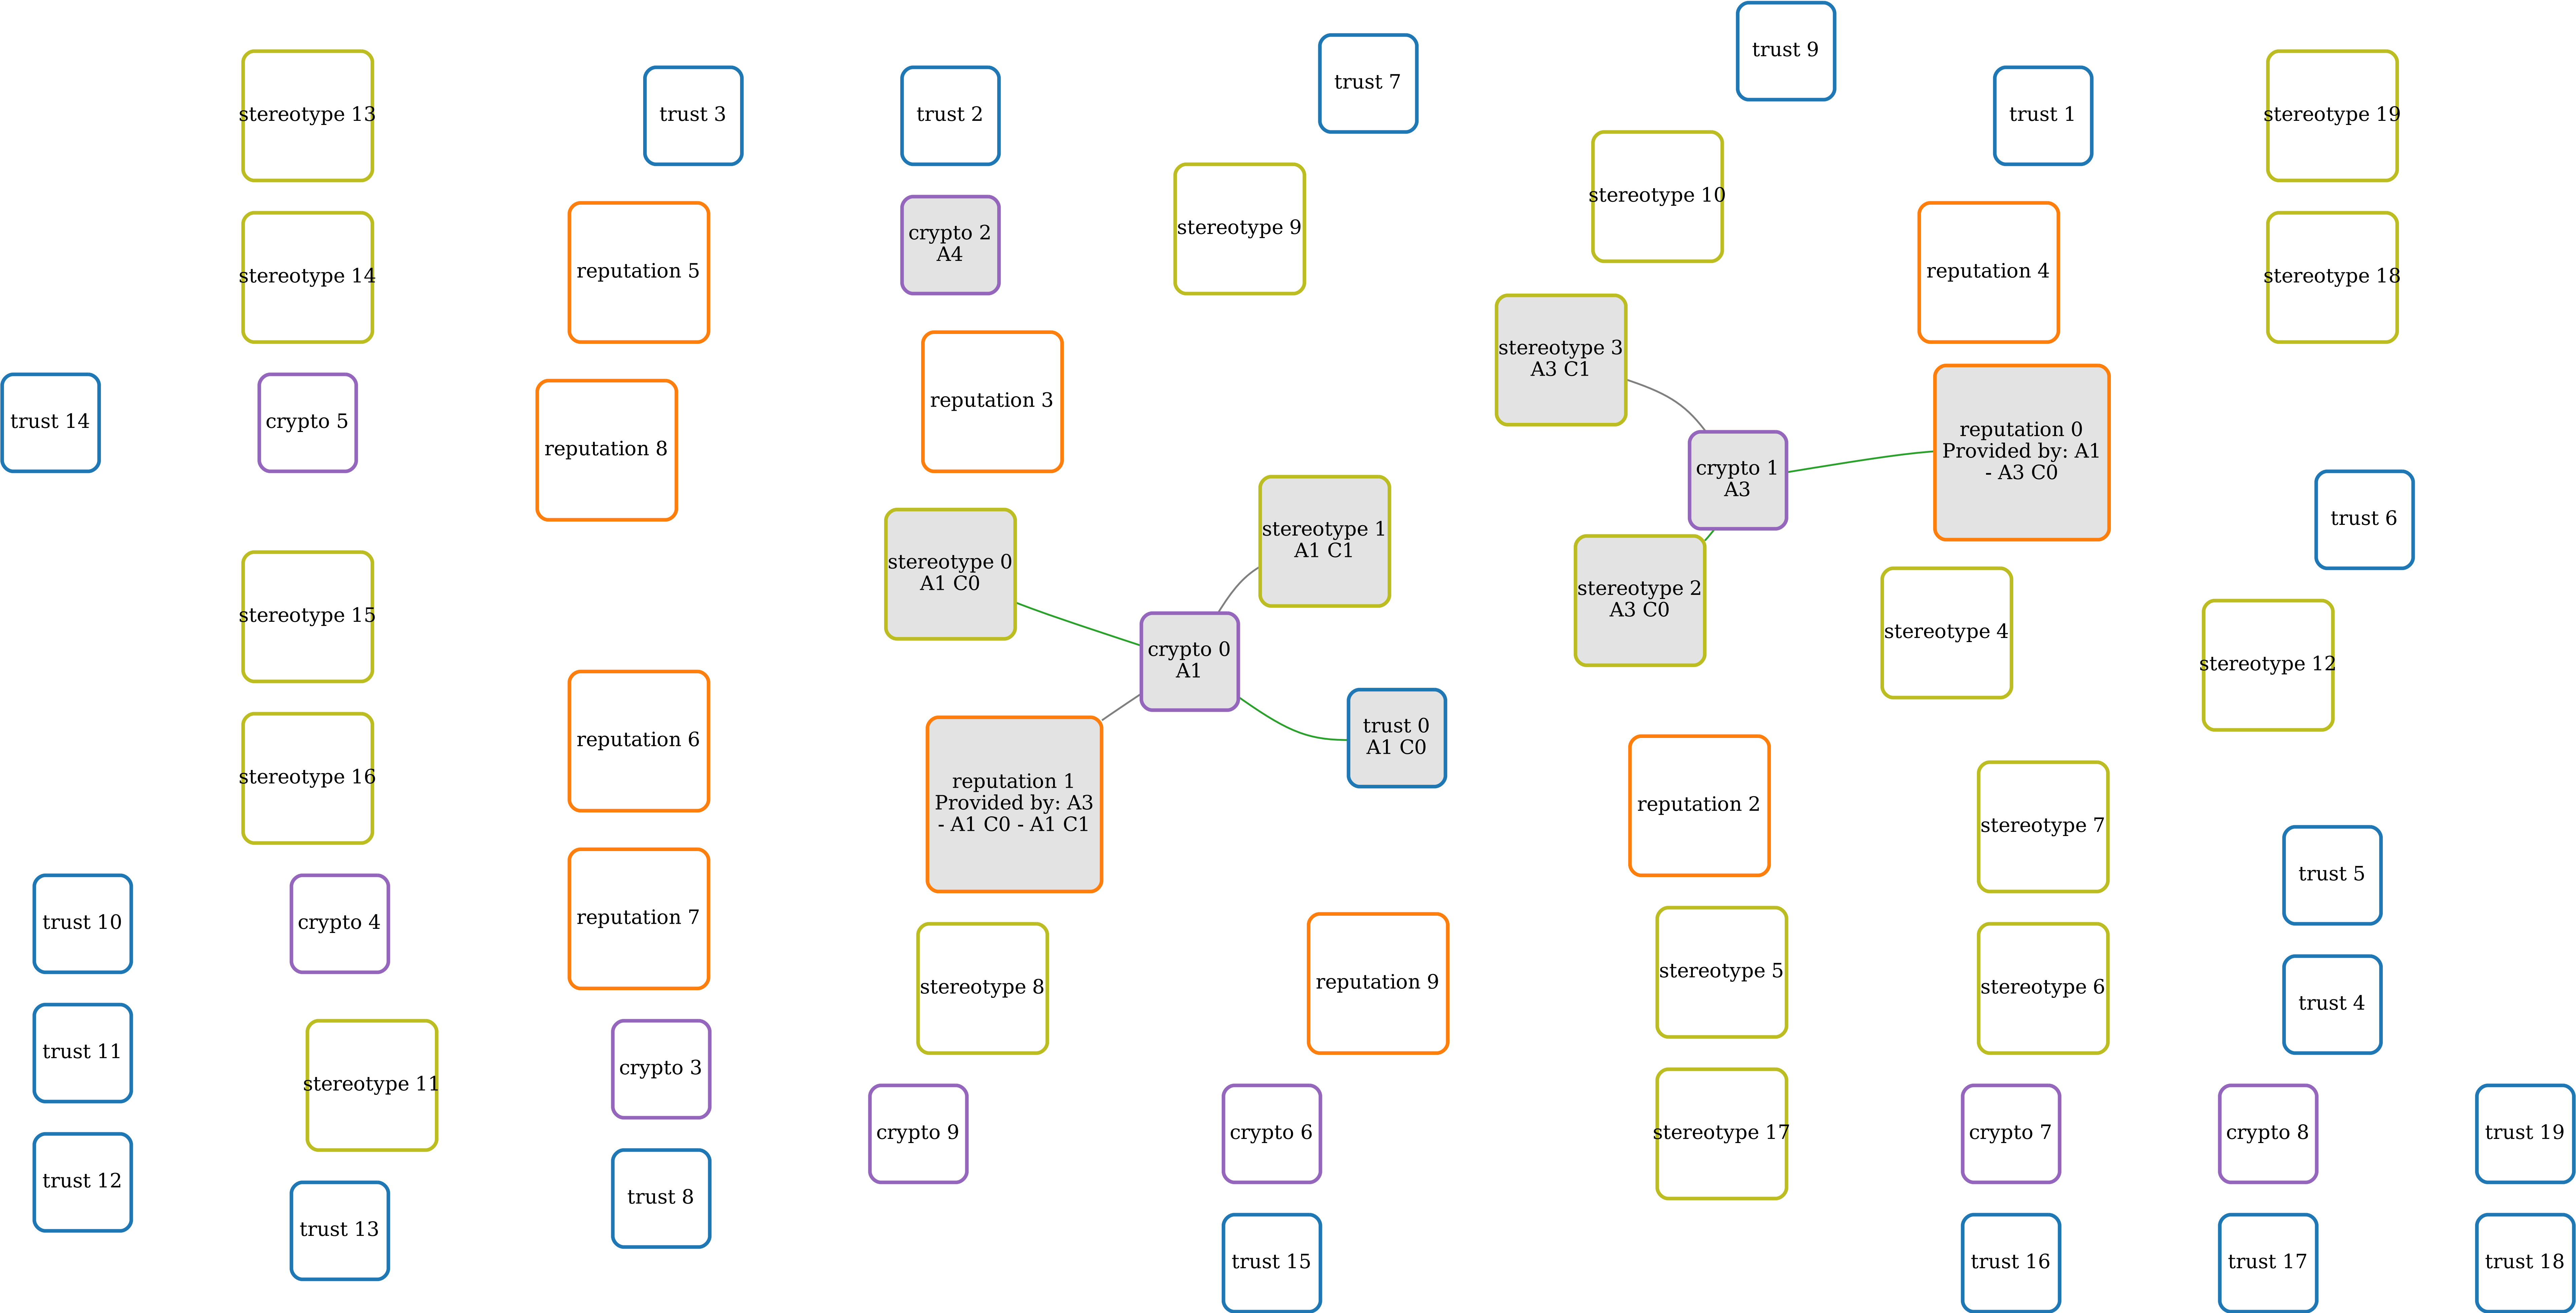 trust 9
trust 7
stereotype 13
trust 3
trust 2
trust 1
stereotype 19
stereotype 10
stereotype 9
crypto 2
A4
stereotype 14
reputation 5
reputation 4
stereotype 18
stereotype 3
A3 C1
reputation 3
trust 14
crypto 5
reputation 8
reputation 0
Provided by: A1
- A3 C0
crypto 1
A3
trust 6
stereotype 1
A1 C1
stereotype 0
A1 C0
stereotype 2
A3 C0
stereotype 15
stereotype 4
crypto 0
A1
stereotype 12
trust 0
A1 C0
reputation 6
stereotype 16
reputation 1
Provided by: A3
- A1 C0 - A1 C1
reputation 2
stereotype 7
trust 5
trust 10
crypto 4
reputation 7
stereotype 8
reputation 9
stereotype 5
stereotype 6
trust 4
trust 11
stereotype 11
crypto 3
crypto 9
crypto 6
stereotype 17
crypto 7
crypto 8
trust 19
trust 12
trust 13
trust 8
trust 15
trust 16
trust 17
trust 18